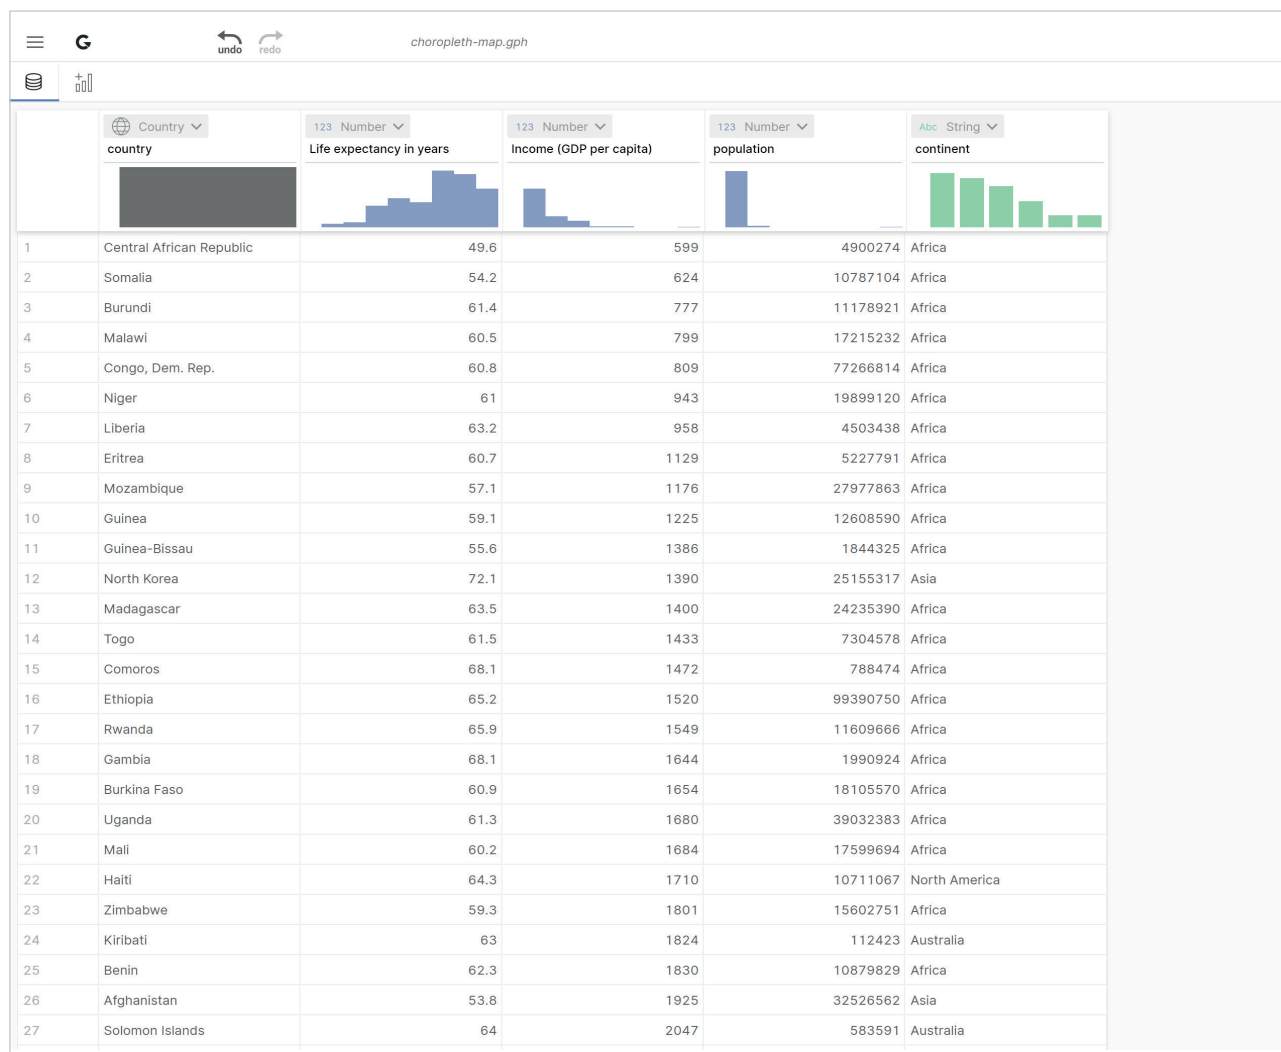 G undo redo choropleth-map.gph
Country 123 Number 123 Number 123 Number Abc String
country Life expectancy in years Income (GDP per capita) population continent
1 Central African Republic 49.6 599 4900274 Africa
2 Somalia 54.2 624 10787104 Africa
3 Burundi 61.4 777 11178921 Africa
4 Malawi 60.5 799 17215232 Africa
5 Congo, Dem. Rep. 60.8 809 77266814 Africa
6 Niger 61 943 19899120 Africa
7 Liberia 63.2 958 4503438 Africa
8 Eritrea 60.7 1129 5227791 Africa
9 Mozambique 57.1 1176 27977863 Africa
10 Guinea 59.1 1225 12608590 Africa
11 Guinea-Bissau 55.6 1386 1844325 Africa
12 North Korea 72.1 1390 25155317 Asia
13 Madagascar 63.5 1400 24235390 Africa
14 Togo 61.5 1433 7304578 Africa
15 Comoros 68.1 1472 788474 Africa
16 Ethiopia 65.2 1520 99390750 Africa
17 Rwanda 65.9 1549 11609666 Africa
18 Gambia 68.1 1644 1990924 Africa
19 Burkina Faso 60.9 1654 18105570 Africa
20 Uganda 61.3 1680 39032383 Africa
21 Mali 60.2 1684 17599694 Africa
22 Haiti 64.3 1710 10711067 North America
23 Zimbabwe 59.3 1801 15602751 Africa
24 Kiribati 63 1824 112423 Australia
25 Benin 62.3 1830 10879829 Africa
26 Afghanistan 53.8 1925 32526562 Asia
27 Solomon Islands 64 2047 583591 Australia